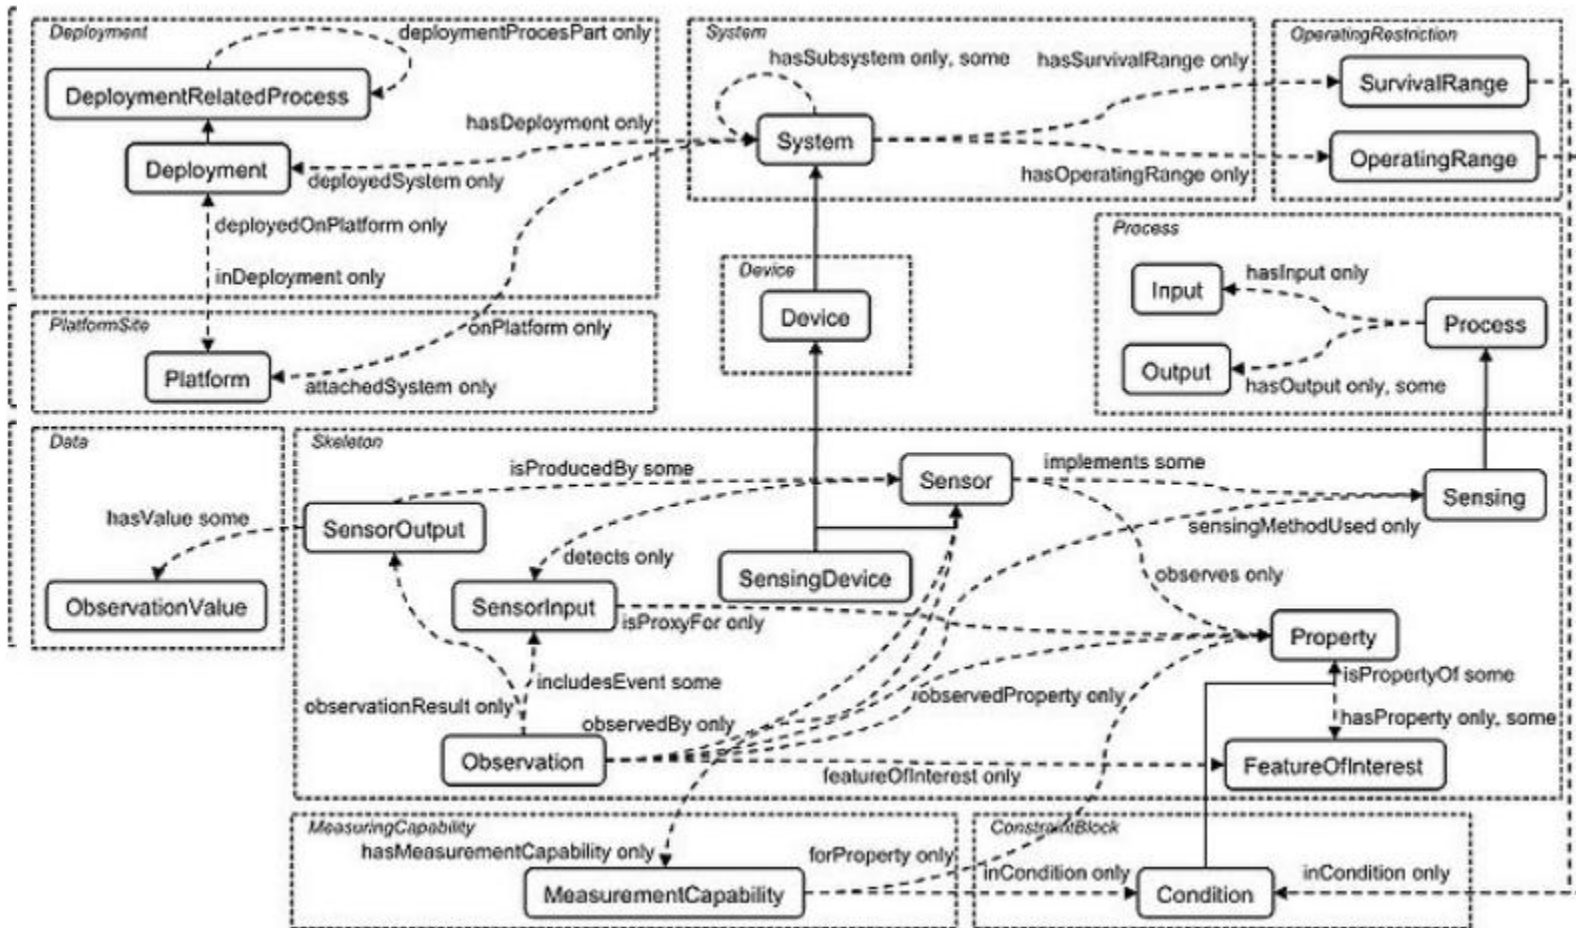 Deployment
deploymentProcesPart only
DeploymentRelatedProcess
hasDeployment only
Deployment
deployedSystem only
deployedOnPlatform only
inDeployment only
System
hasSubsystem only, some
hasSurvivalRange only
System
hasOperatingRange only
OperatingRestriction
SurvivalRange
OperatingRange
Process
hasInput only
Input
Process
Output
hasOutput only, some
Device
Device
PlatformSite
onPlatform only
Platform
attachedSystem only
Data
hasValue some
ObservationValue
Skeleton
isProducedBy some
Sensor
implements some
Sensing
SensorOutput
sensingMethodUsed only
detects only
SensingDevice
observes only
SensorInput
isProxyFor only
Property
isPropertyOf some
includesEvent some
observedProperty only
observationResult only
observedBy only
hasProperty only, some
Observation
featureOfInterest only
FeatureOfInterest
MeasuringCapability
hasMeasurementCapability only
forProperty only
MeasurementCapability
ConstraintBlock
inCondition only
Condition
inCondition only